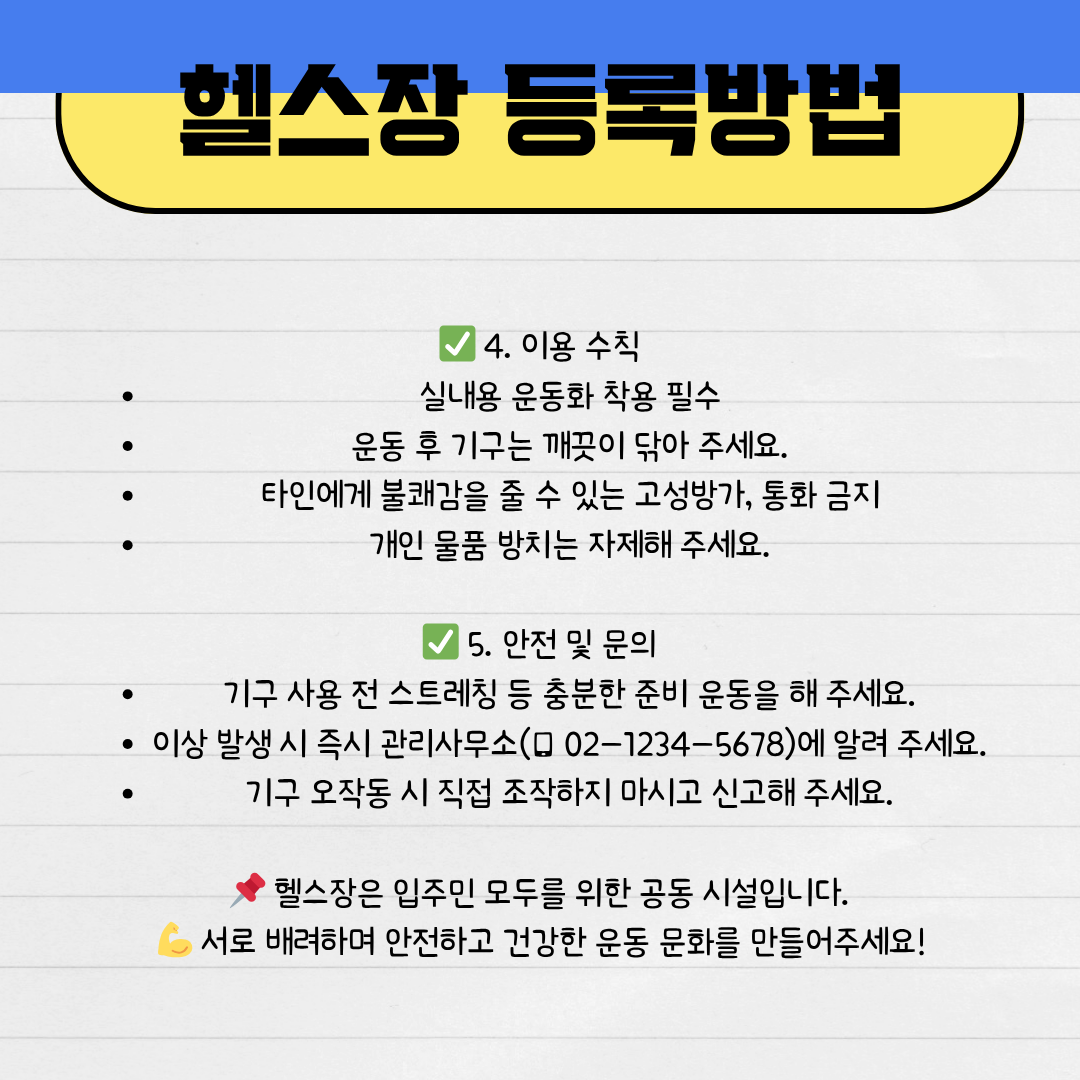 헬스장 등록방법
✅ 4. 이용 수칙
• 실내용 운동화 착용 필수
• 운동 후 기구는 깨끗이 닦아 주세요.
• 타인에게 불쾌감을 줄 수 있는 고성방가, 통화 금지
• 개인 물품 방치는 자제해 주세요.
✅ 5. 안전 및 문의
• 기구 사용 전 스트레칭 등 충분한 준비 운동을 해 주세요.
• 이상 발생 시 즉시 관리사무소(📱 02-1234-5678)에 알려 주세요.
• 기구 오작동 시 직접 조작하지 마시고 신고해 주세요.
📌 헬스장은 입주민 모두를 위한 공동 시설입니다.
💪 서로 배려하며 안전하고 건강한 운동 문화를 만들어주세요!